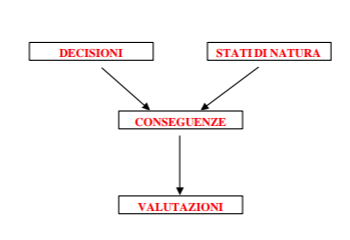 DECISIONI
STATI DI NATURA
CONSEGUENZE
VALUTAZIONI